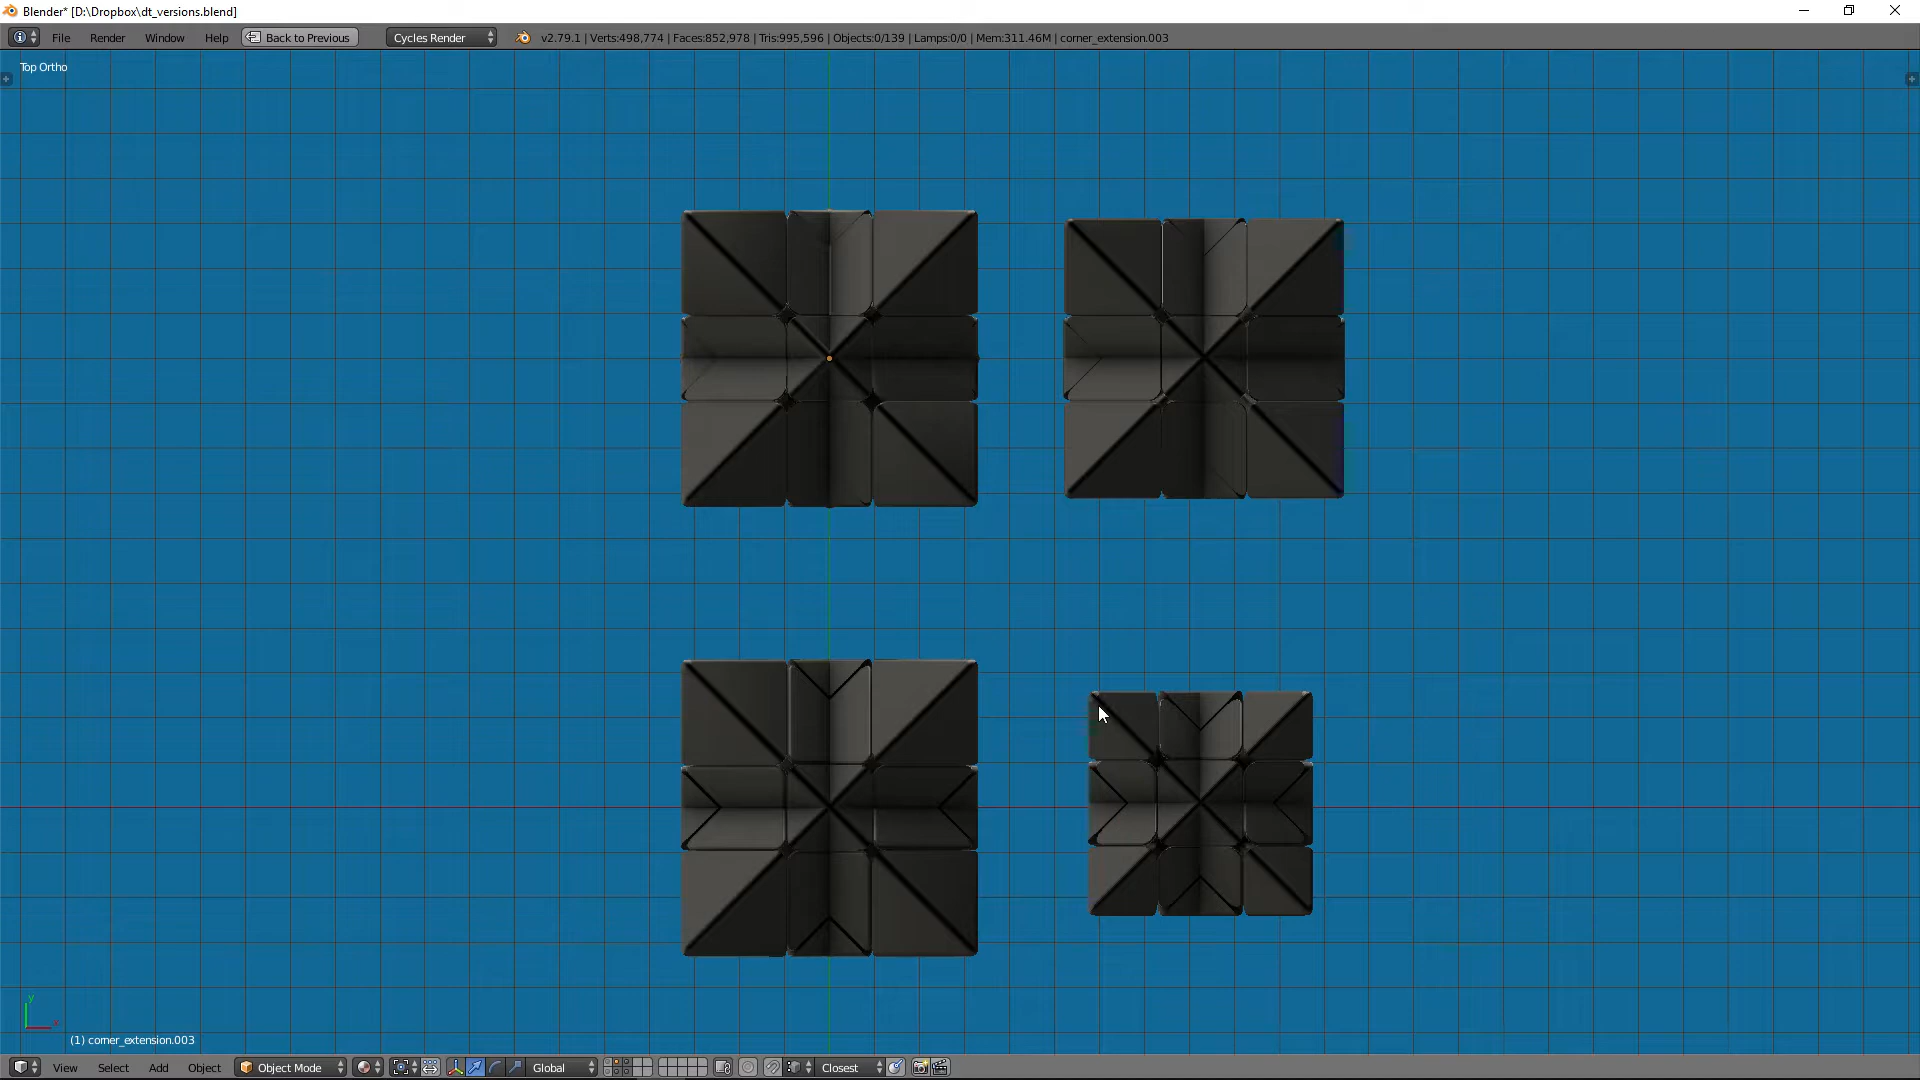 Blender* [D:\Dropbox\dt_versions.blend]
File Render Window Help Back to Previous Cycles Render v2.79.1 | Verts:498,774 | Faces:852,978 | Tris:995,596 | Objects:0/139 | Lamps:0/0 | Mem:311.46M | corner_extension.003
Top Ortho
y
x
(1) corner_extension.003
View Select Add Object Object Mode Global Closest